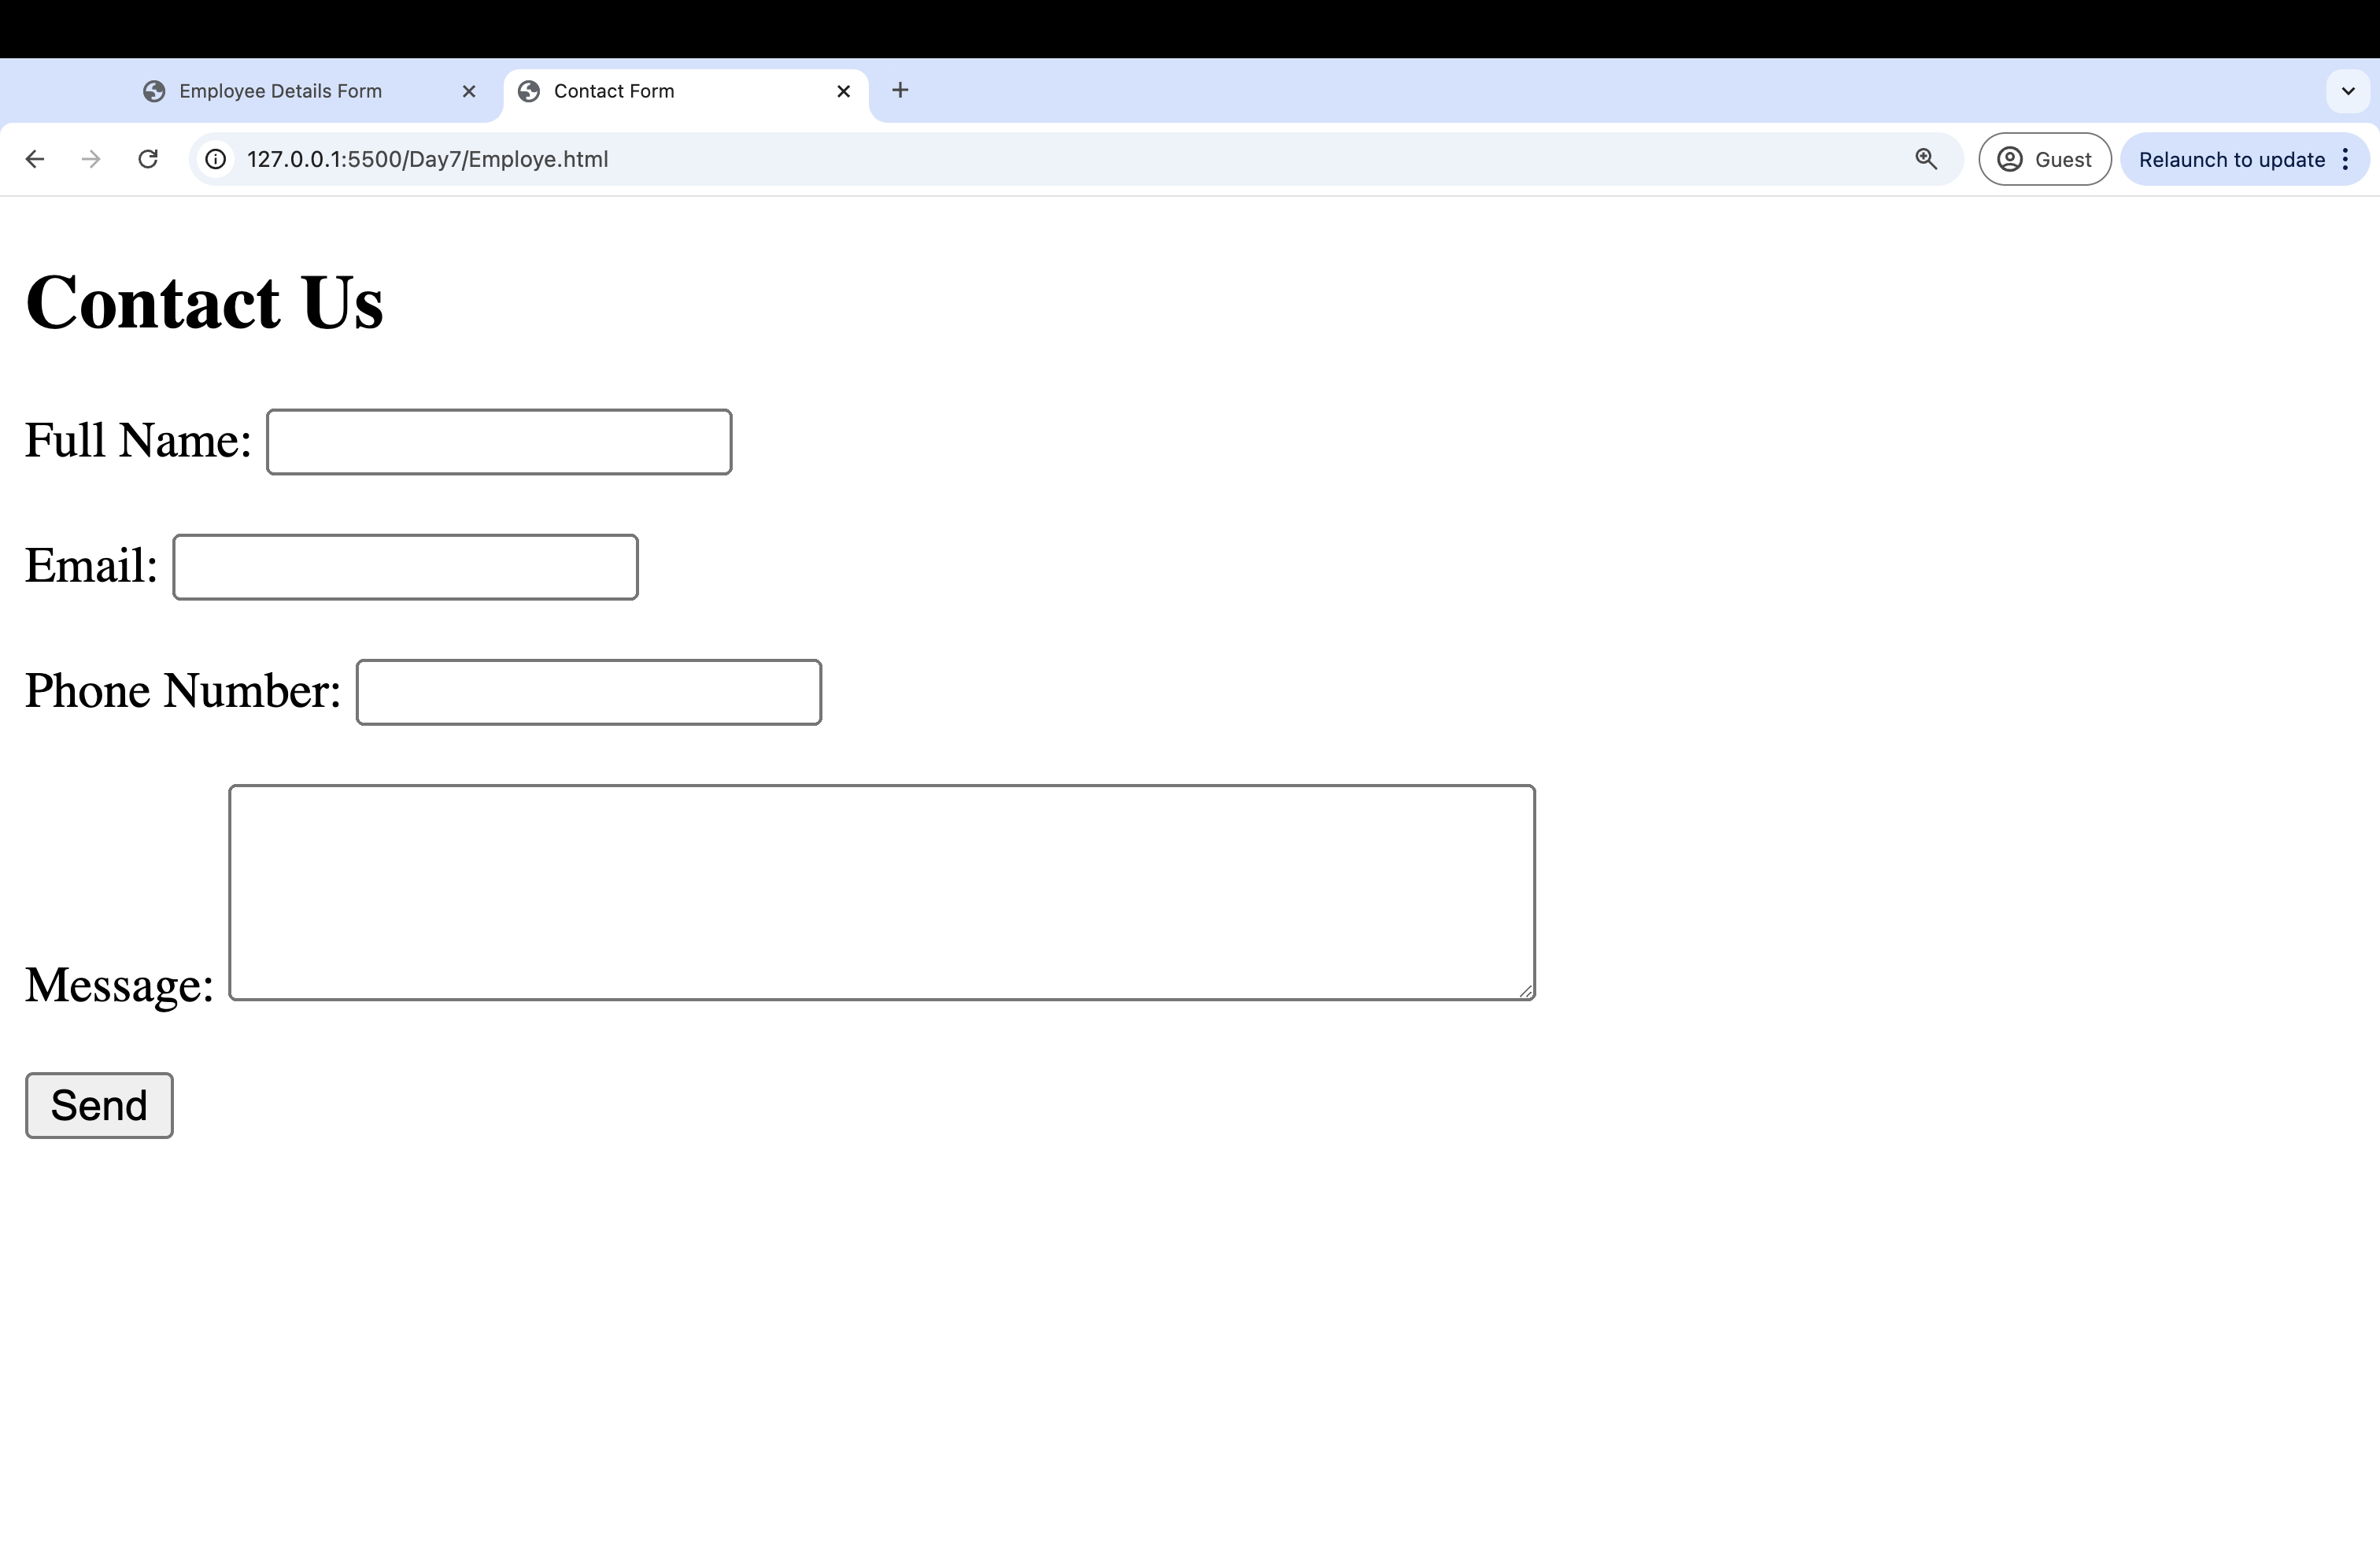 Employee Details Form
Contact Form
127.0.0.1:5500/Day7/Employe.html
Guest
Relaunch to update
Contact Us
Full Name:
Email:
Phone Number:
Message:
Send